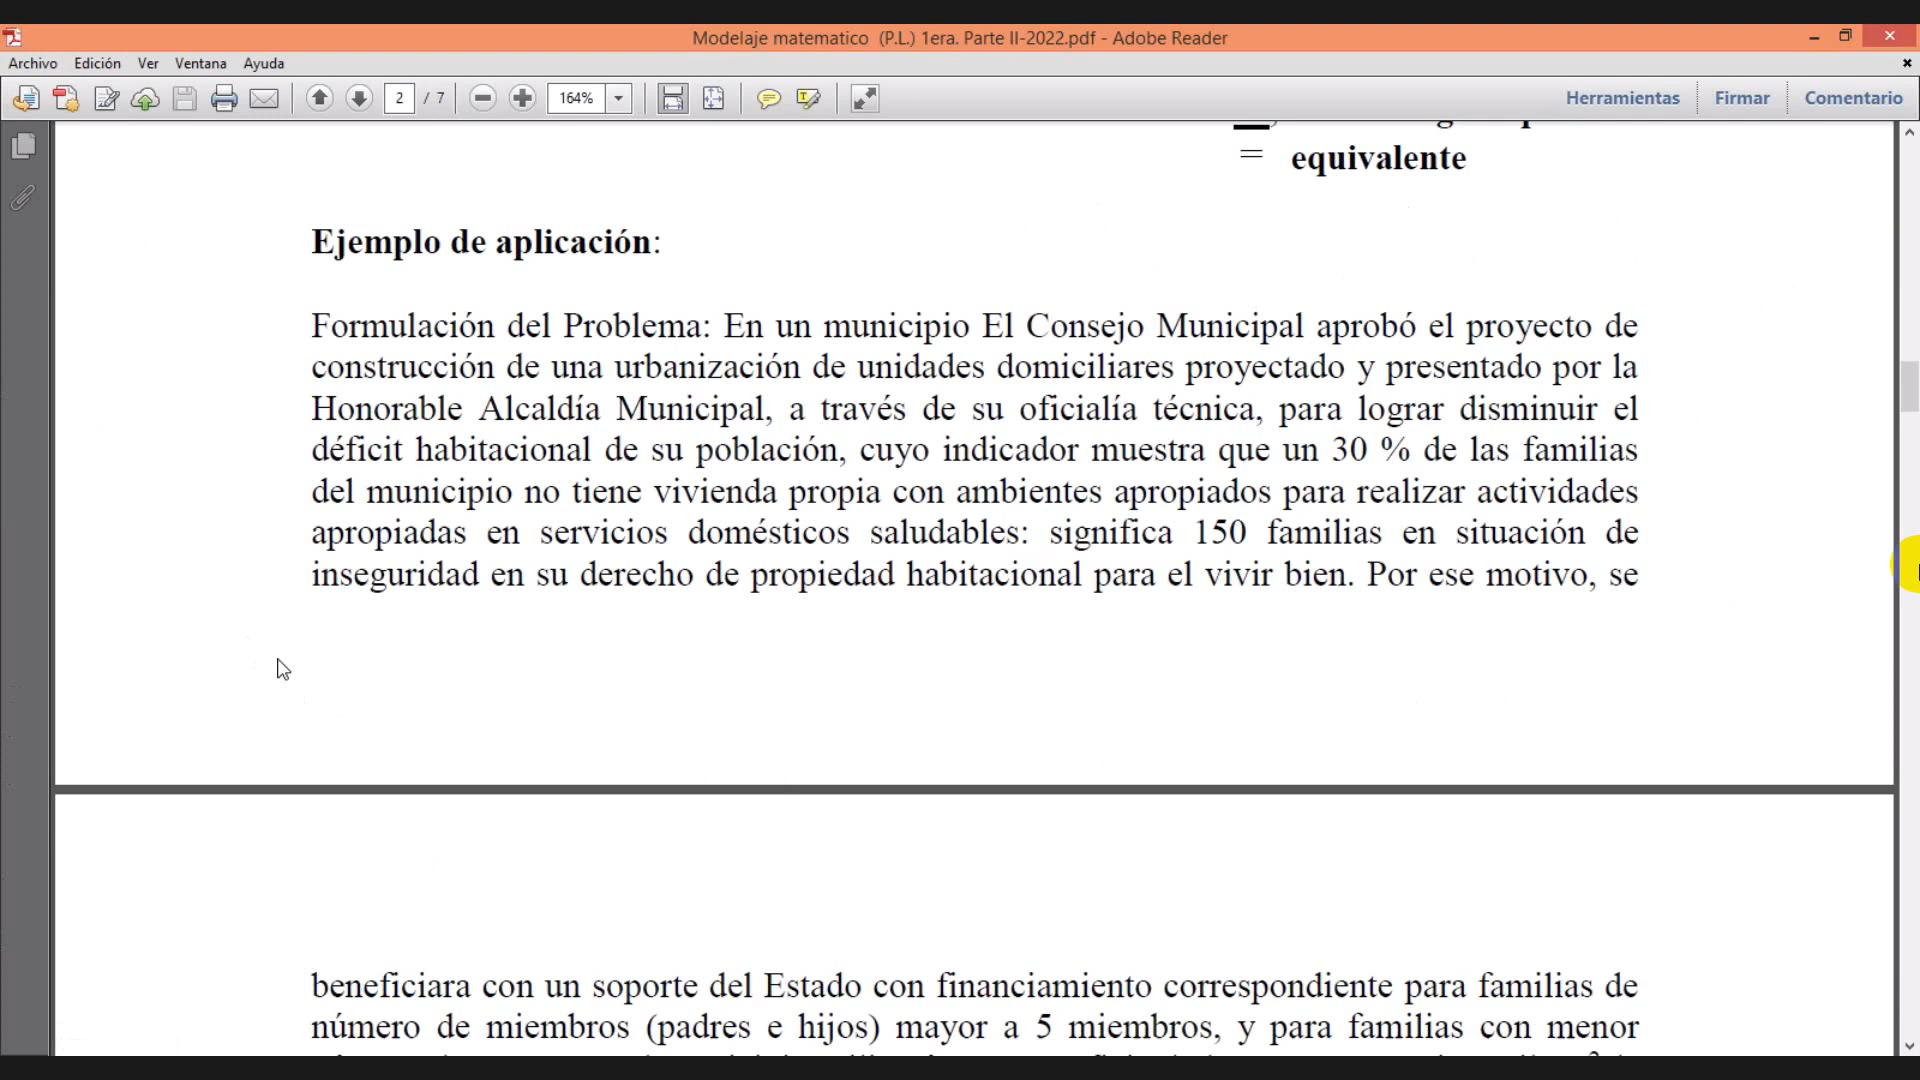 Modelaje matematico (P.L.) 1era. Parte II-2022.pdf - Adobe Reader
Archivo Edición Ver Ventana Ayuda
2 / 7 164% Herramientas Firmar Comentario
= equivalente
Ejemplo de aplicación:
Formulación del Problema: En un municipio El Consejo Municipal aprobó el proyecto de
construcción de una urbanización de unidades domiciliares proyectado y presentado por la
Honorable Alcaldía Municipal, a través de su oficialía técnica, para lograr disminuir el
déficit habitacional de su población, cuyo indicador muestra que un 30 % de las familias
del municipio no tiene vivienda propia con ambientes apropiados para realizar actividades
apropiadas en servicios domésticos saludables: significa 150 familias en situación de
inseguridad en su derecho de propiedad habitacional para el vivir bien. Por ese motivo, se
beneficiara con un soporte del Estado con financiamiento correspondiente para familias de
número de miembros (padres e hijos) mayor a 5 miembros, y para familias con menor